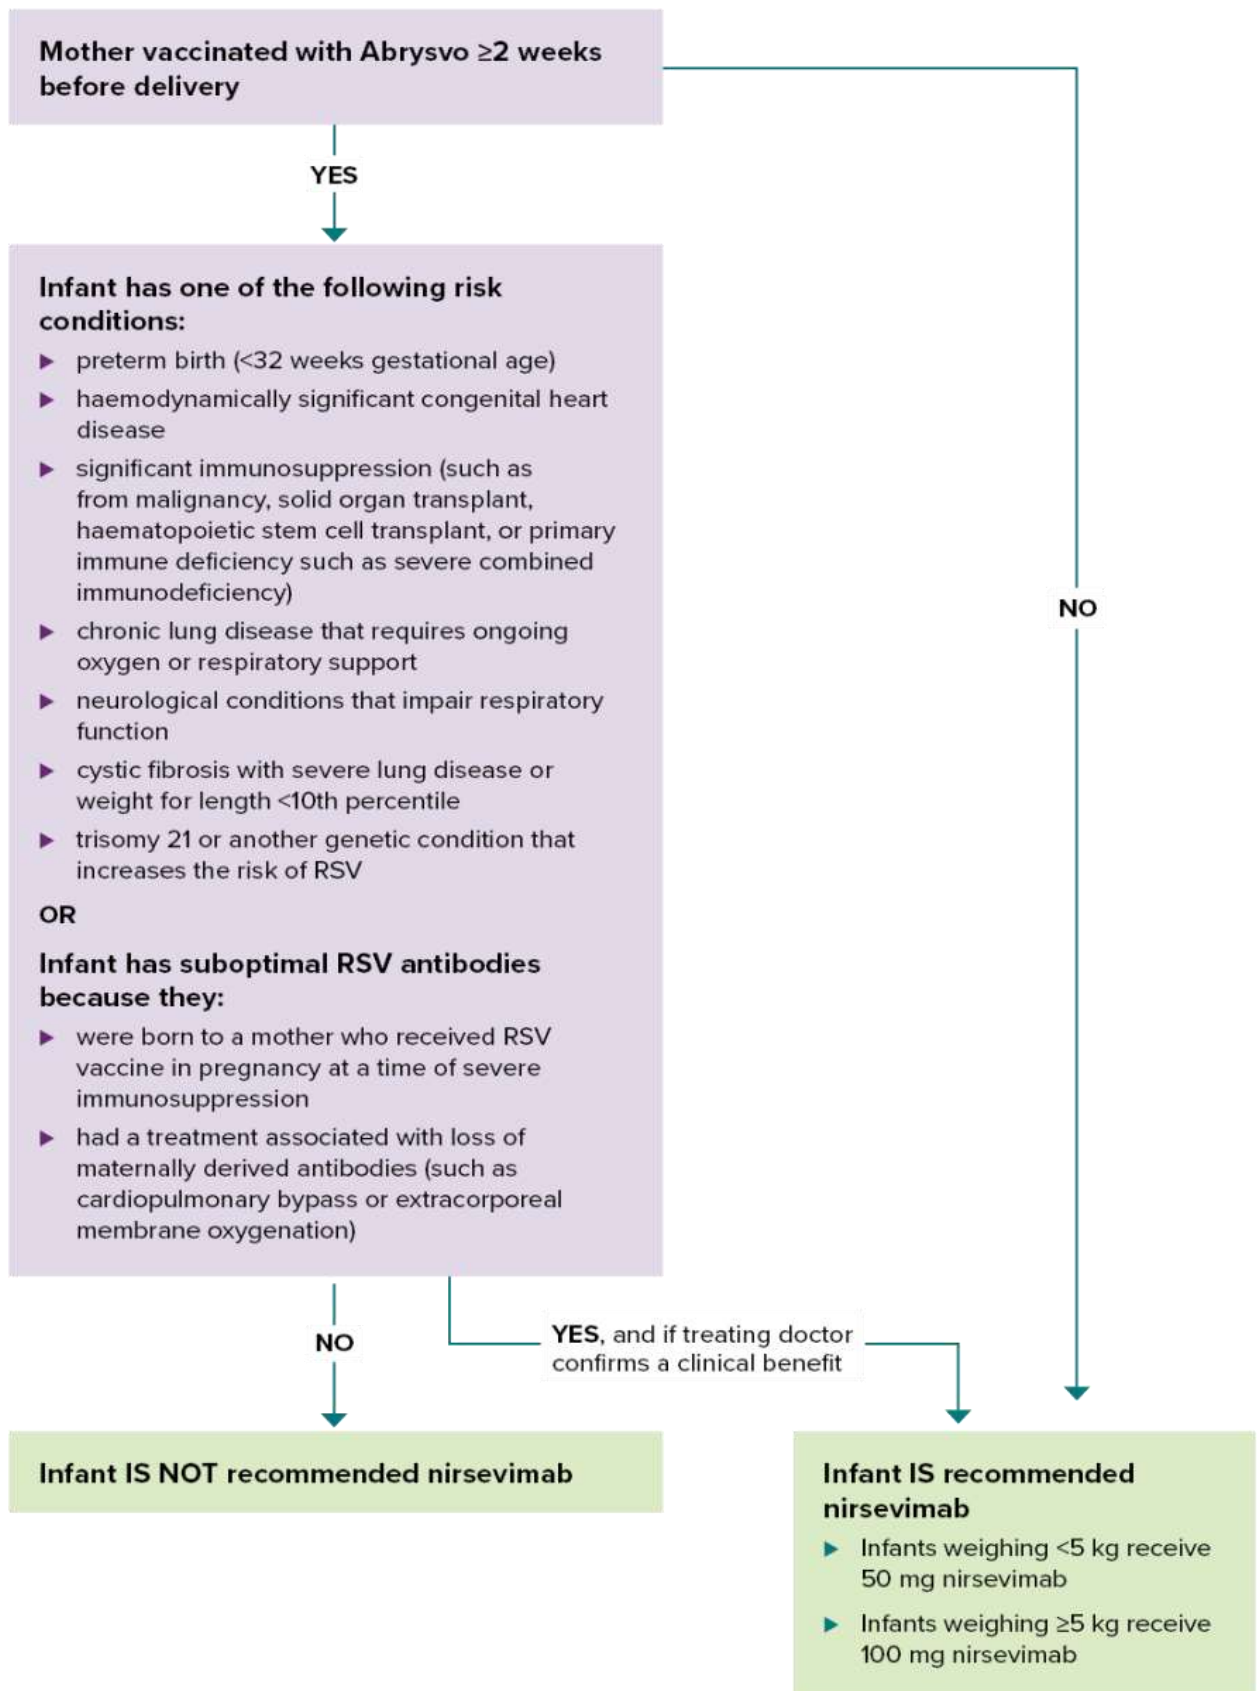 Mother vaccinated with Abrysvo ≥2 weeks
before delivery
YES
Infant has one of the following risk
conditions:
preterm birth (<32 weeks gestational age)
haemodynamically significant congenital heart
disease
significant immunosuppression (such as
from malignancy, solid organ transplant,
haematopoietic stem cell transplant, or primary
immune deficiency such as severe combined
immunodeficiency)
chronic lung disease that requires ongoing
oxygen or respiratory support
neurological conditions that impair respiratory
function
cystic fibrosis with severe lung disease or
weight for length <10th percentile
trisomy 21 or another genetic condition that
increases the risk of RSV
OR
Infant has suboptimal RSV antibodies
because they:
were born to a mother who received RSV
vaccine in pregnancy at a time of severe
immunosuppression
had a treatment associated with loss of
maternally derived antibodies (such as
cardiopulmonary bypass or extracorporeal
membrane oxygenation)
NO
NO
YES, and if treating doctor
confirms a clinical benefit
Infant IS NOT recommended nirsevimab
Infant IS recommended
nirsevimab
Infants weighing <5 kg receive
50 mg nirsevimab
Infants weighing ≥5 kg receive
100 mg nirsevimab